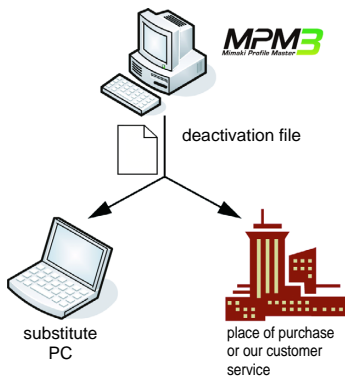 MPM3
Mimaki Profile Master
deactivation file
substitute
PC
place of purchase
or our customer
service